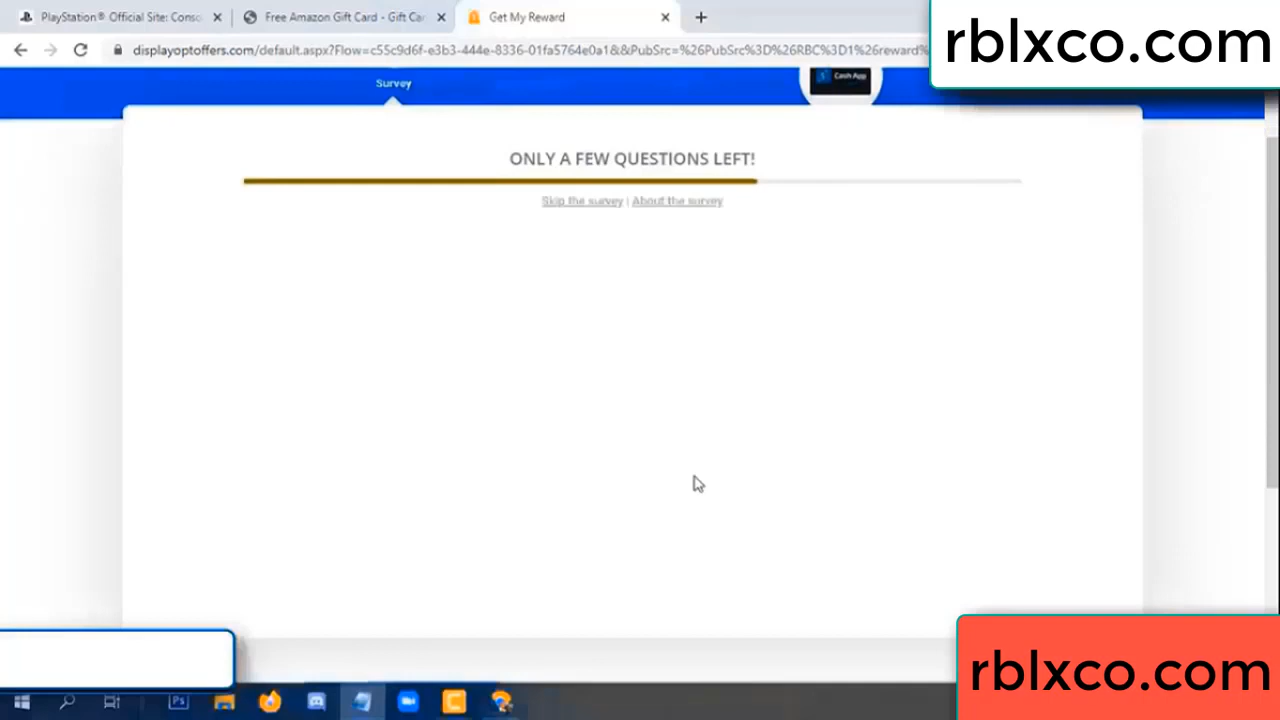 PlayStation® Official Site: Conso
Free Amazon Gift Card - Gift Car
Get My Reward
rblxco.com
displayoptoffers.com/default.aspx?Flow=c55c9d6f-e3b3-444e-8336-01fa5764e0a1&&PubSrc=%26PubSrc%3D%26RBC%3D1%26reward%
Survey
Cash App
ONLY A FEW QUESTIONS LEFT!
Skip the survey | About the survey
rblxco.com
Ps